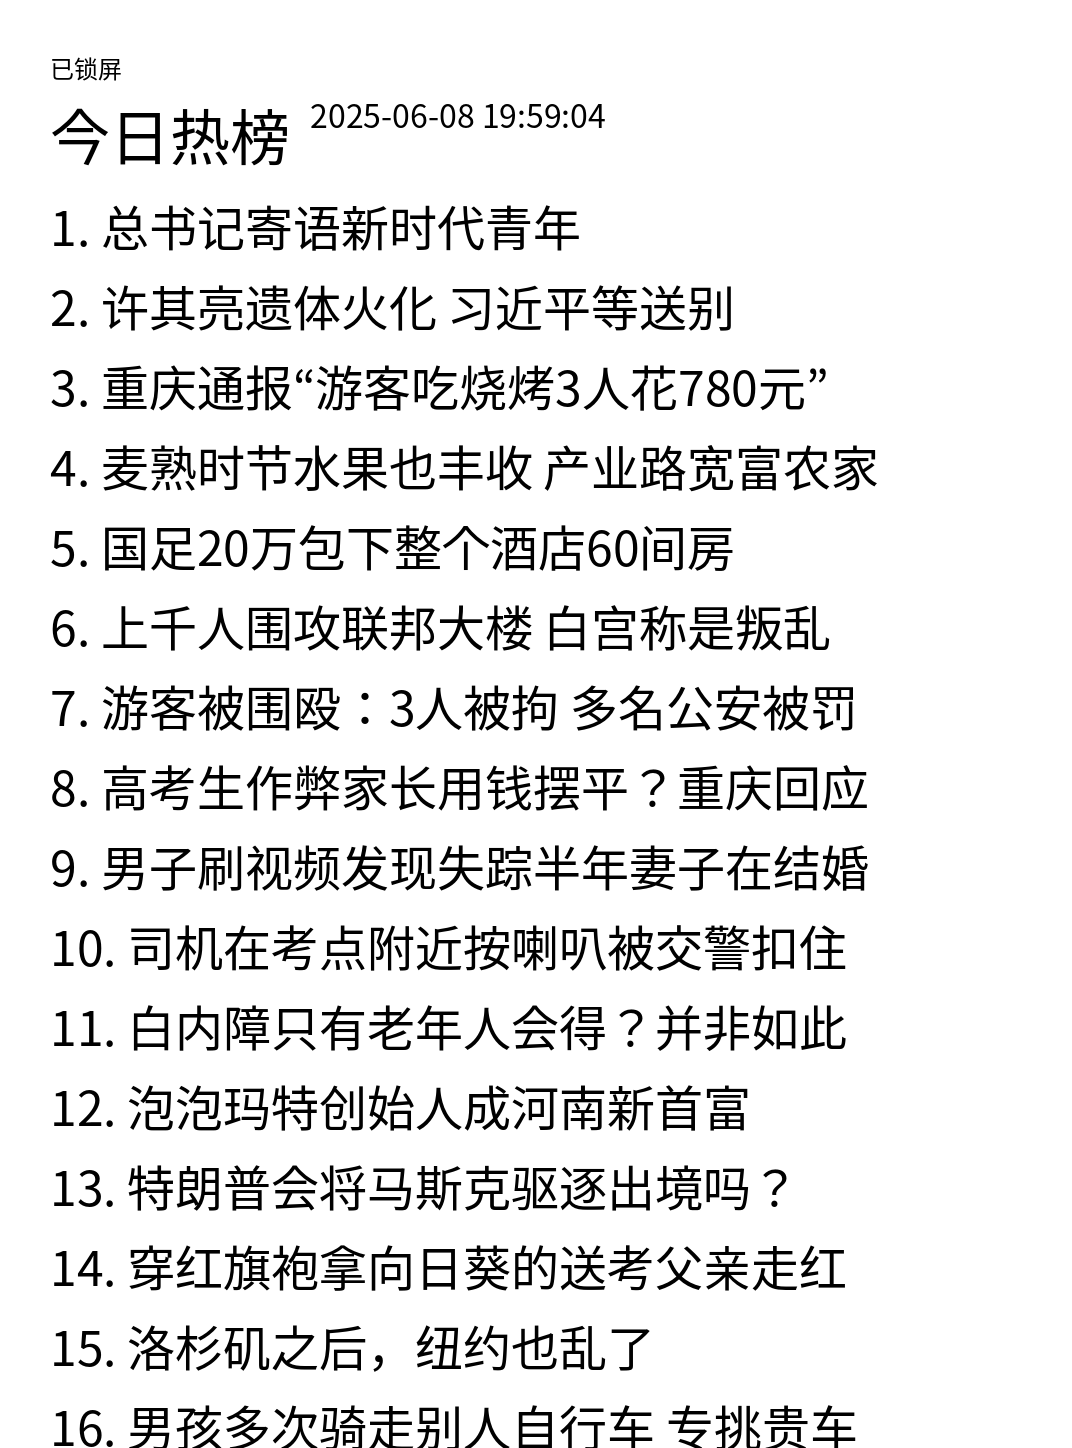 已锁屏
今日热榜 2025-06-08 19:59:04
1. 总书记寄语新时代青年
2. 许其亮遗体火化 习近平等送别
3. 重庆通报“游客吃烧烤3人花780元”
4. 麦熟时节水果也丰收 产业路宽富农家
5. 国足20万包下整个酒店60间房
6. 上千人围攻联邦大楼 白宫称是叛乱
7. 游客被围殴：3人被拘 多名公安被罚
8. 高考生作弊家长用钱摆平？重庆回应
9. 男子刷视频发现失踪半年妻子在结婚
10. 司机在考点附近按喇叭被交警扣住
11. 白内障只有老年人会得？并非如此
12. 泡泡玛特创始人成河南新首富
13. 特朗普会将马斯克驱逐出境吗？
14. 穿红旗袍拿向日葵的送考父亲走红
15. 洛杉矶之后，纽约也乱了
16. 男孩多次骑走别人自行车 专挑贵车